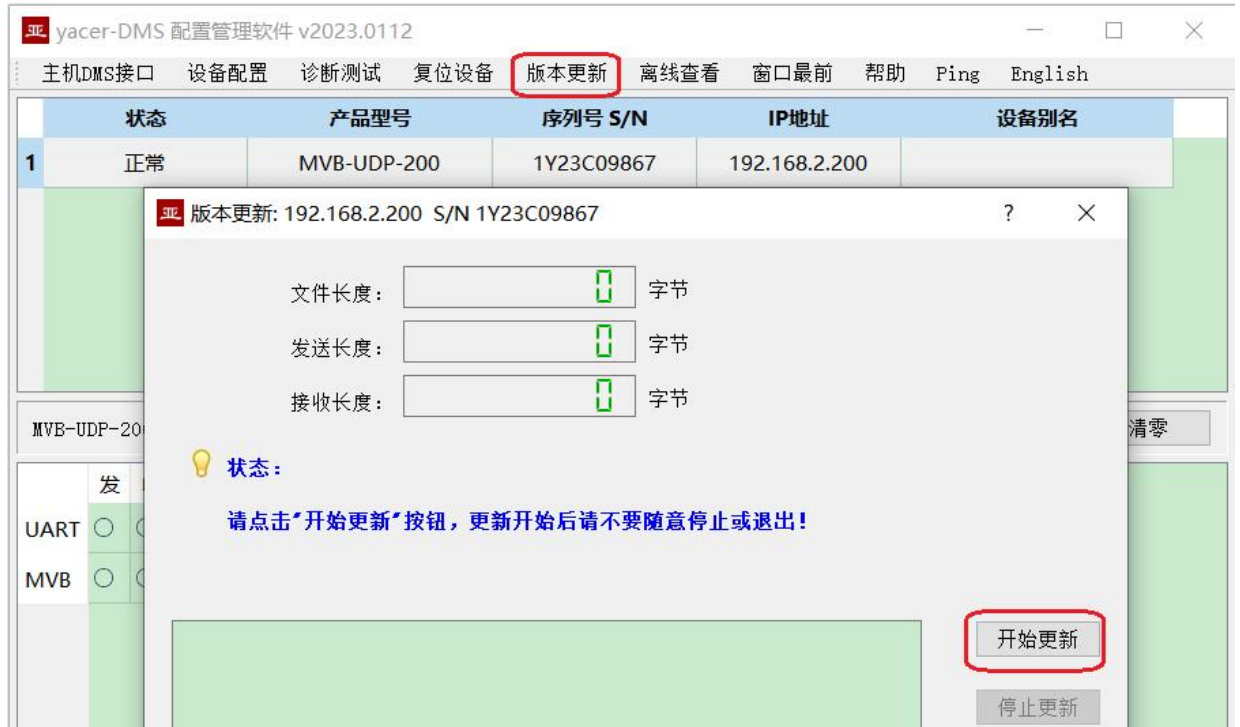 亚 yacer-DMS 配置管理软件 v2023.0112
主机DMS接口 设备配置 诊断测试 复位设备 版本更新 离线查看 窗口最前 帮助 Ping English
状态 产品型号 序列号 S/N IP地址 设备别名
1 正常 MVB-UDP-200 1Y23C09867 192.168.2.200
亚 版本更新: 192.168.2.200 S/N 1Y23C09867 ?
文件长度: 0 字节
发送长度: 0 字节
接收长度: 0 字节
MVB-UDP-20 清零
状态:
发
请点击"开始更新"按钮，更新开始后请不要随意停止或退出!
UART
MVB
开始更新
停止更新